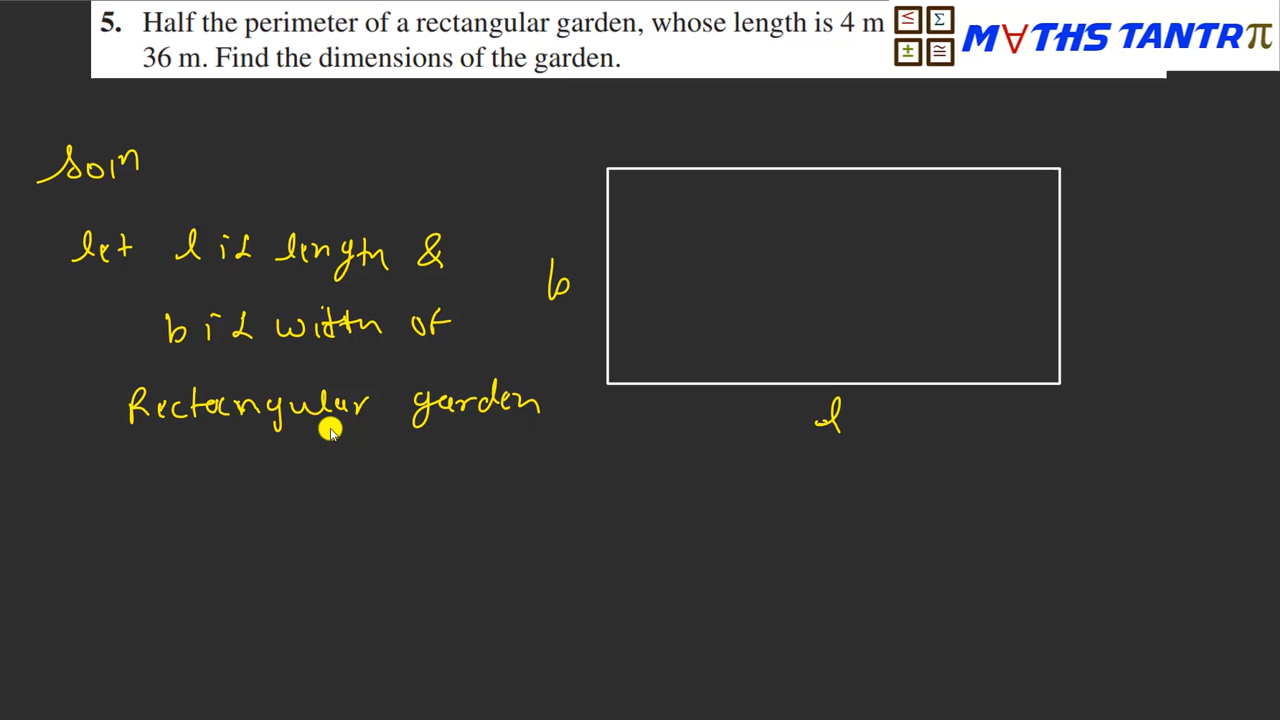 5. Half the perimeter of a rectangular garden, whose length is 4 m
36 m. Find the dimensions of the garden.
≤ Σ
± ≅
M∀THS TANTRπ
Soln
let l is length &
b is width of
Rectangular garden
b
l